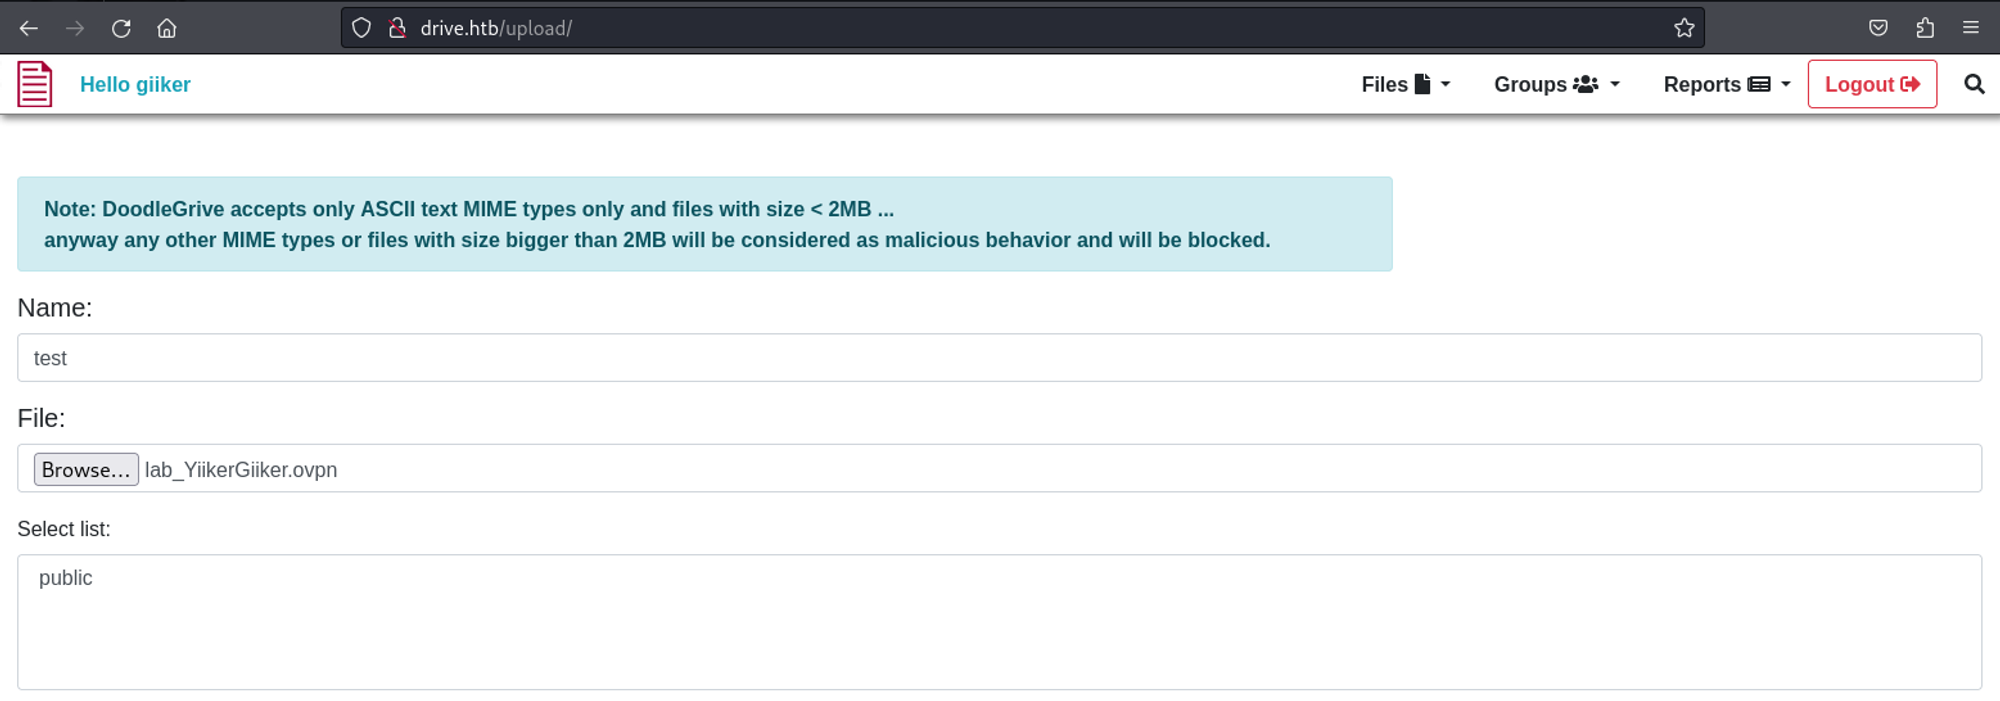 drive.htb/upload/
Hello giiker Files Groups Reports Logout
Note: DoodleGrive accepts only ASCII text MIME types only and files with size < 2MB ...
anyway any other MIME types or files with size bigger than 2MB will be considered as malicious behavior and will be blocked.
Name:
test
File:
Browse... lab_YiikerGiiker.ovpn
Select list:
public